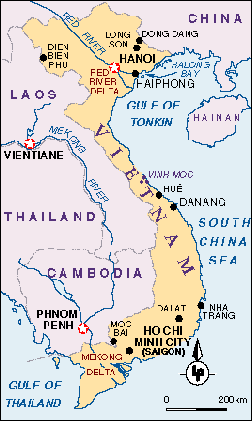 CHINA
RED RIVER
LONG
SON
DONG DANG
DIEN
BIEN
PHU
HANOI
HALONG
BAY
RED
RIVER
DELTA
HAIPHONG
LAOS
GULF OF
TONKIN
HAINAN
MEKONG
RIVER
VIENTIANE
VIETNAM
VINH MOC
HUÉ
DANANG
THAILAND
SOUTH
CHINA
SEA
CAMBODIA
PHNOM
PENH
MOC
BAI
DALAT
NHA
TRANG
HO CHI
MINH CITY
(SAIGON)
MEKONG
DELTA
GULF OF
THAILAND
LP
0
200 km